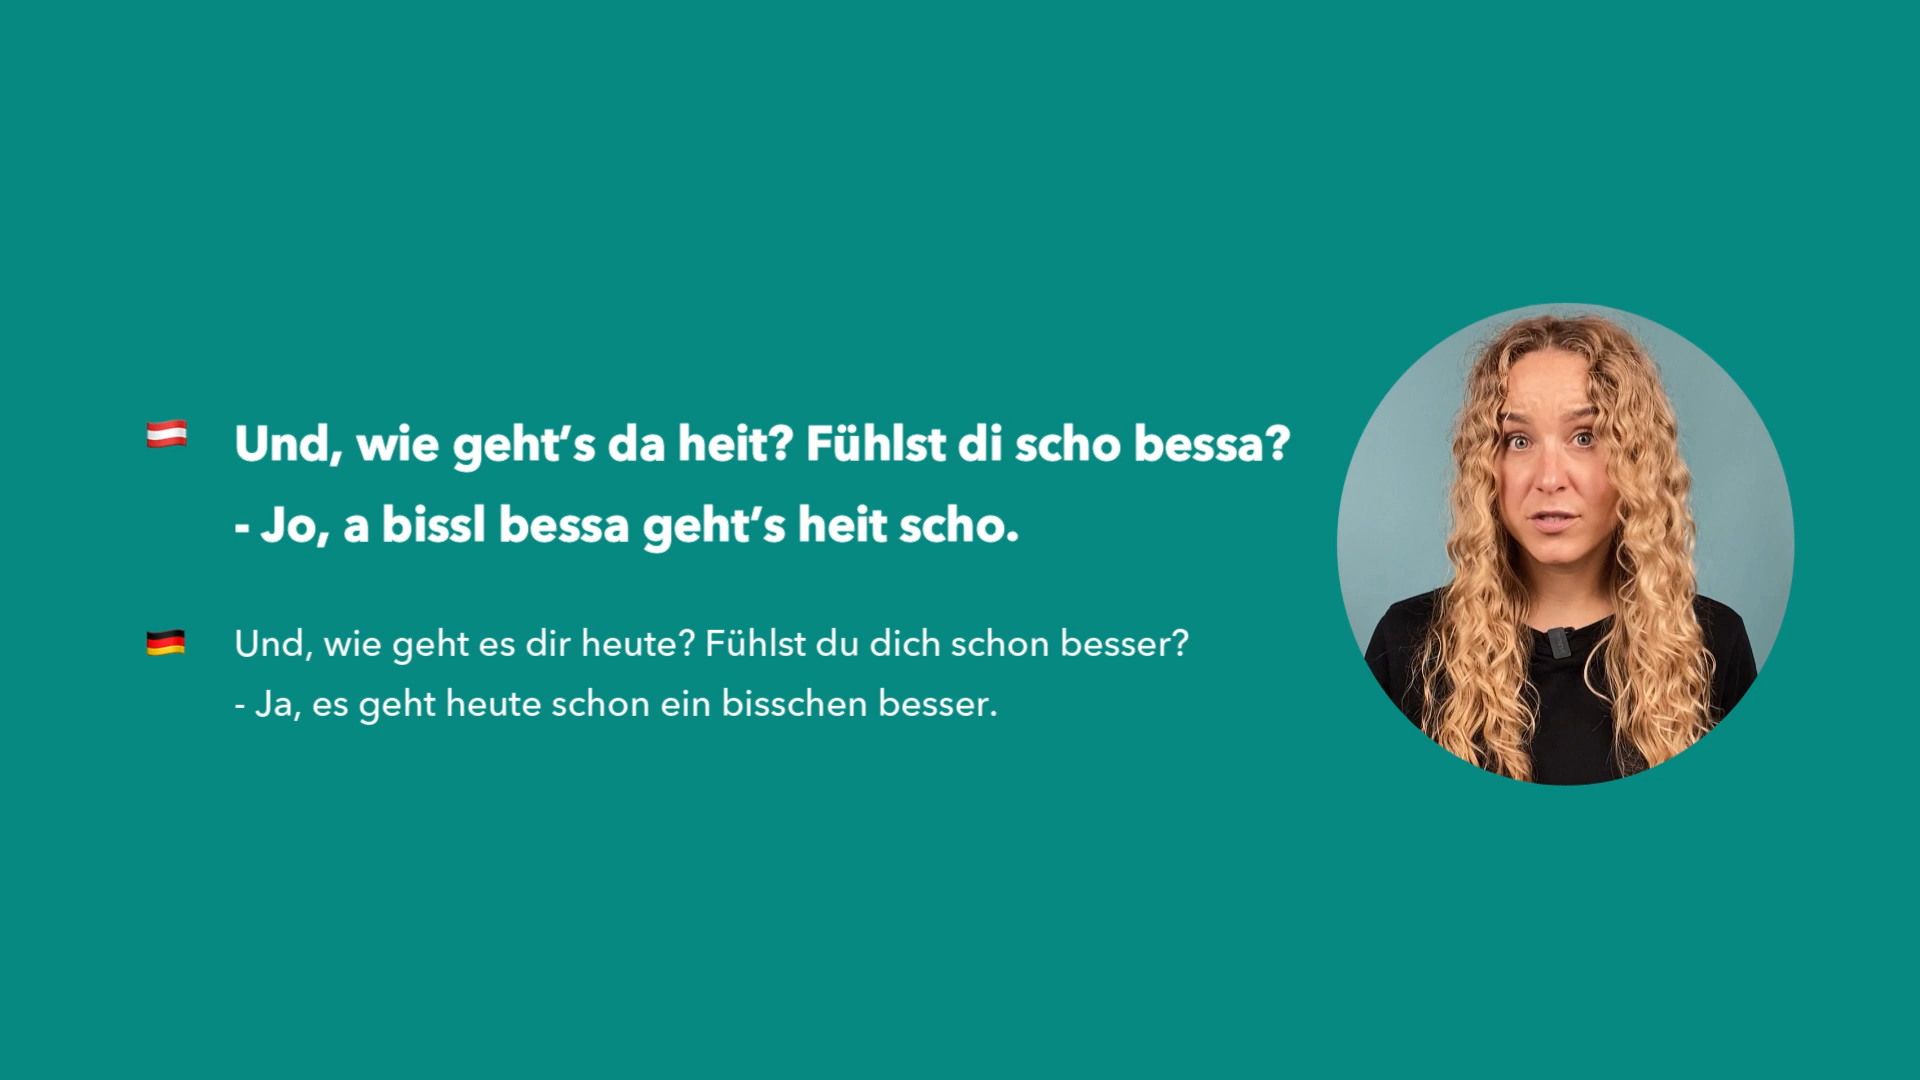 Und, wie geht’s da heit? Fühlst di scho bessa?
- Jo, a bissl bessa geht’s heit scho.
Und, wie geht es dir heute? Fühlst du dich schon besser?
- Ja, es geht heute schon ein bisschen besser.